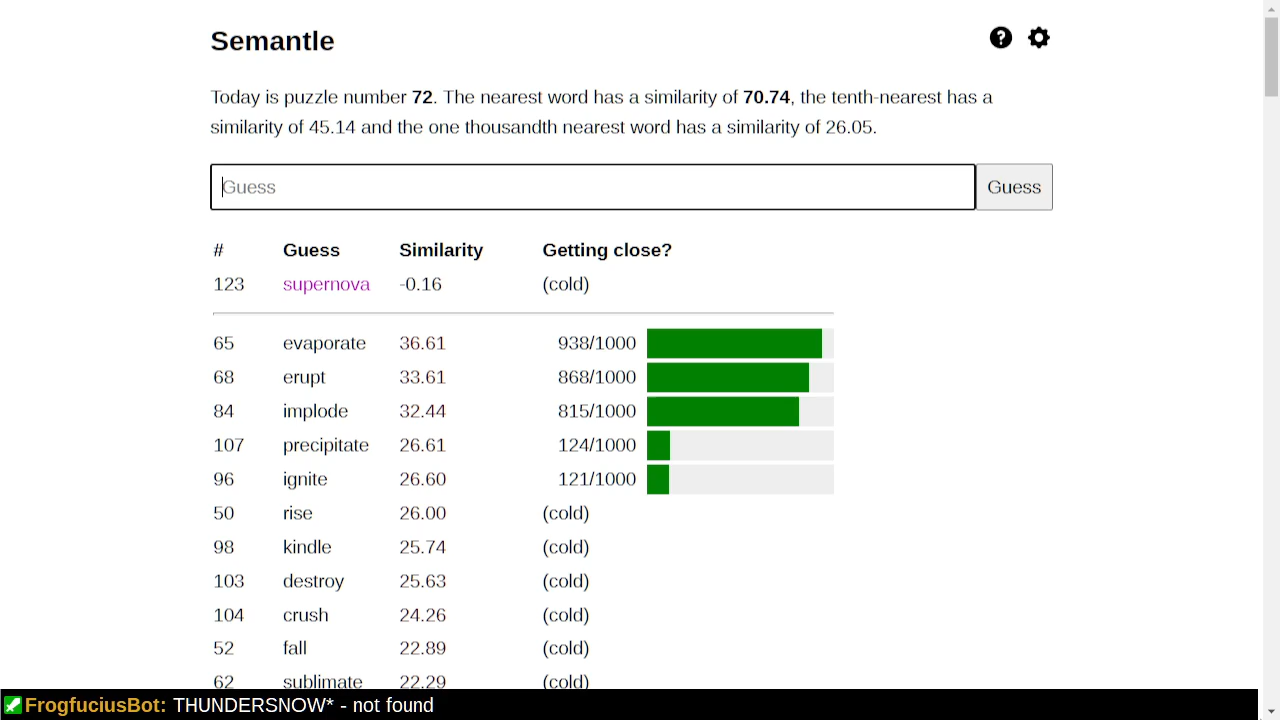 Semantle
Today is puzzle number 72. The nearest word has a similarity of 70.74, the tenth-nearest has a
similarity of 45.14 and the one thousandth nearest word has a similarity of 26.05.
Guess Guess
# Guess Similarity Getting close?
123 supernova -0.16 (cold)
65 evaporate 36.61 938/1000
68 erupt 33.61 868/1000
84 implode 32.44 815/1000
107 precipitate 26.61 124/1000
96 ignite 26.60 121/1000
50 rise 26.00 (cold)
98 kindle 25.74 (cold)
103 destroy 25.63 (cold)
104 crush 24.26 (cold)
52 fall 22.89 (cold)
62 sublimate 22.29 (cold)
FrogfuciusBot: THUNDERSNOW* - not found